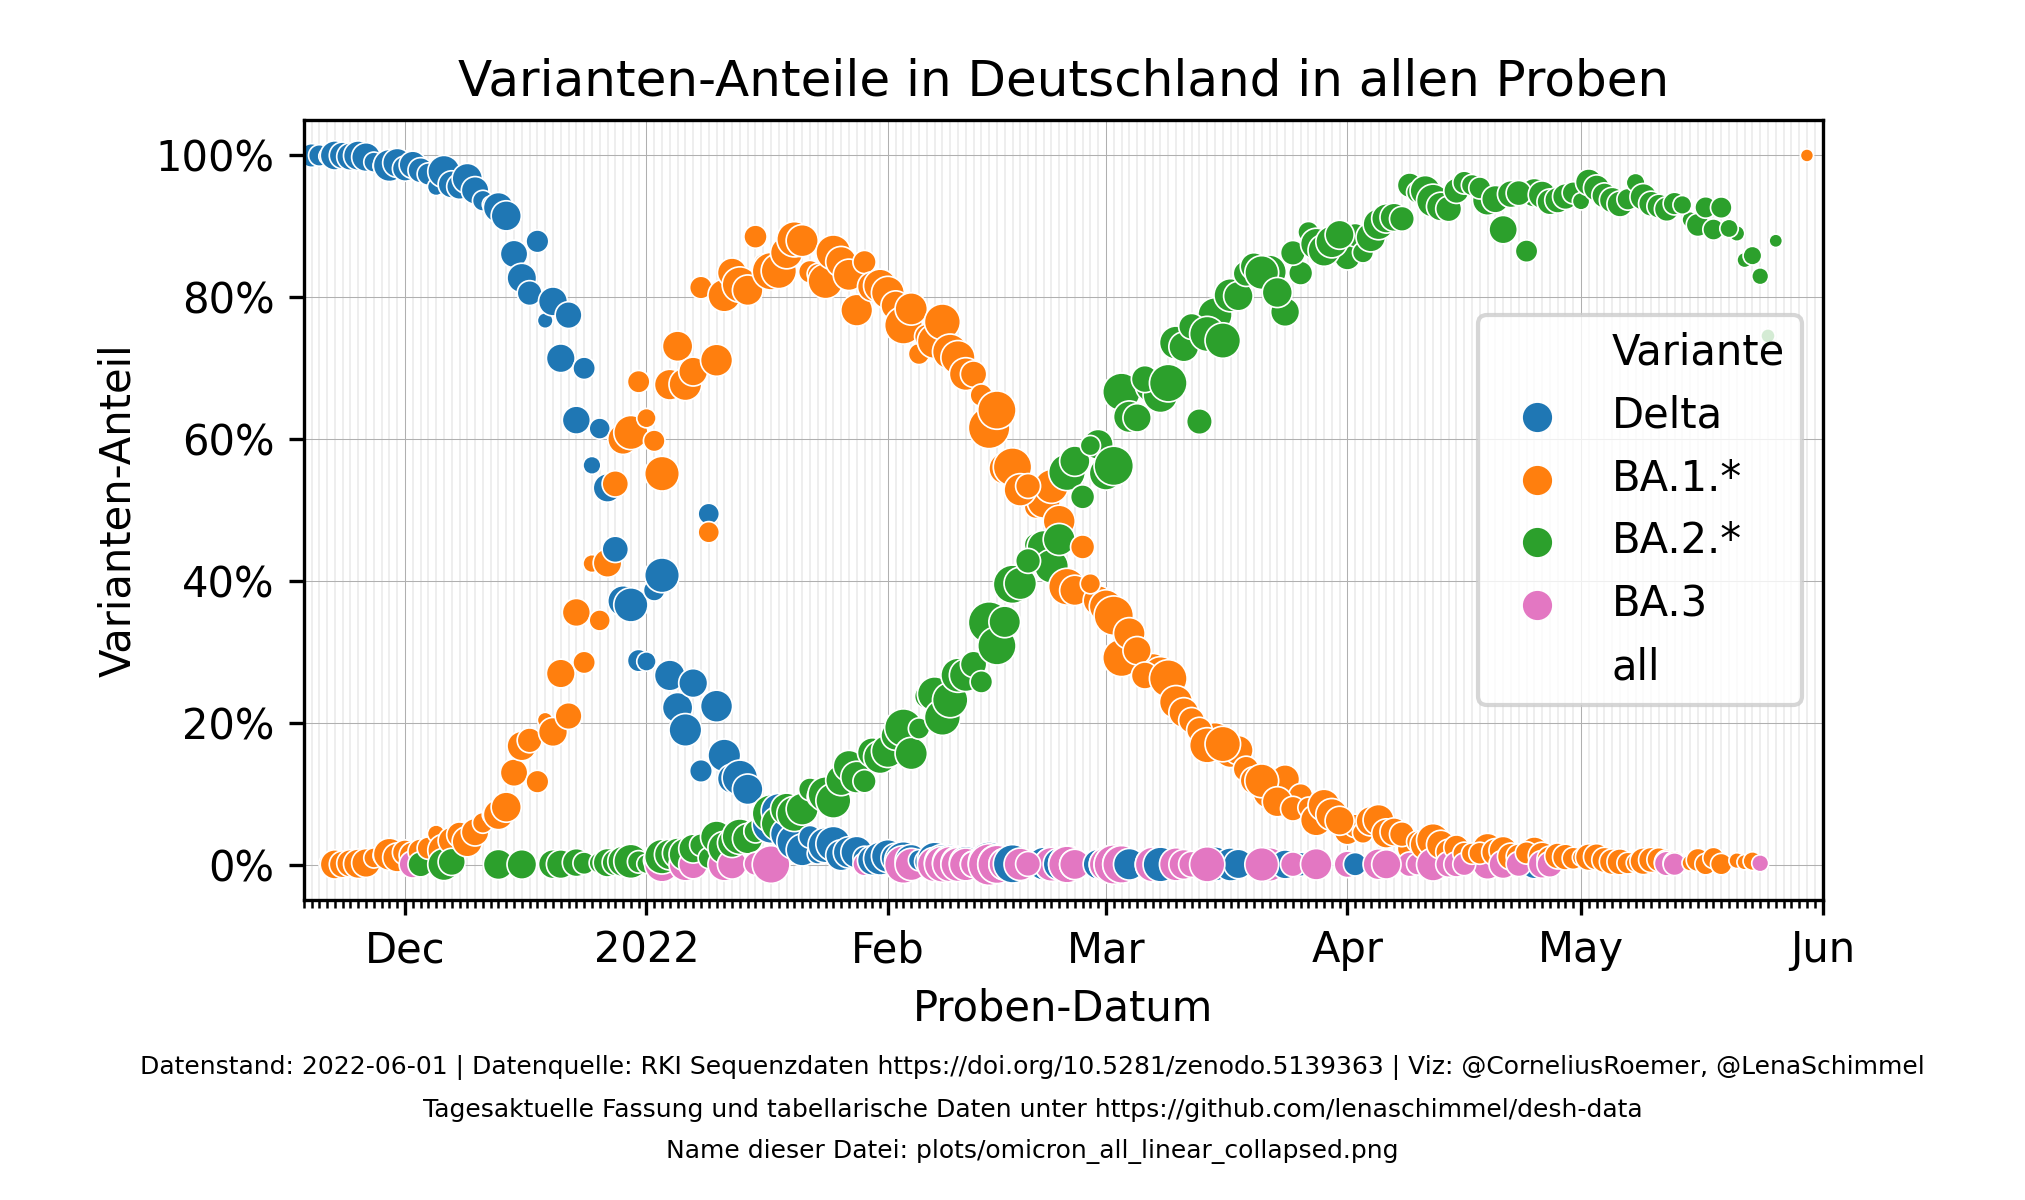 Varianten-Anteile in Deutschland in allen Proben
100%
80%
60%
40%
20%
0%
Varianten-Anteil
Variante
Delta
BA.1.*
BA.2.*
BA.3
all
Dec 2022 Feb Mar Apr May Jun
Proben-Datum
Datenstand: 2022-06-01 | Datenquelle: RKI Sequenzdaten https://doi.org/10.5281/zenodo.5139363 | Viz: @CorneliusRoemer, @LenaSchimmel
Tagesaktuelle Fassung und tabellarische Daten unter https://github.com/lenaschimmel/desh-data
Name dieser Datei: plots/omicron_all_linear_collapsed.png